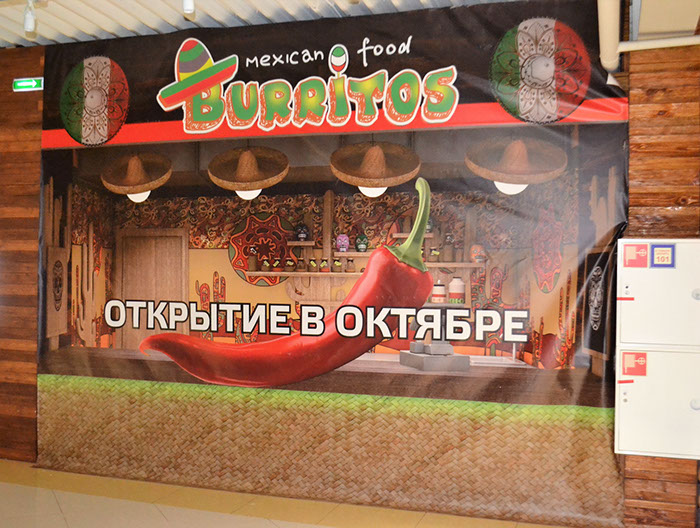 mexican food
BURRITOS
ОТКРЫТИЕ В ОКТЯБРЕ
101